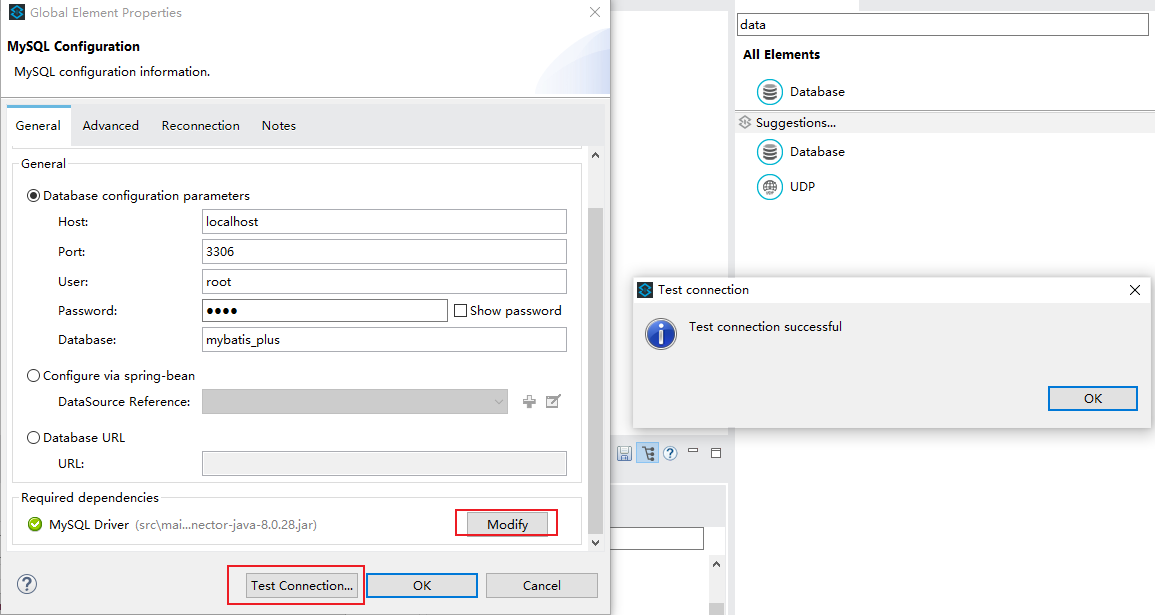 Global Element Properties
MySQL Configuration
MySQL configuration information.
General Advanced Reconnection Notes
General
Database configuration parameters
Host: localhost
Port: 3306
User: root
Password: ●●●● Show password
Database: mybatis_plus
Configure via spring-bean
DataSource Reference:
Database URL
URL:
Required dependencies
MySQL Driver (src\mai...nector-java-8.0.28.jar) Modify
Test Connection... OK Cancel
data
All Elements
Database
Suggestions...
Database
UDP
Test connection
Test connection successful
OK